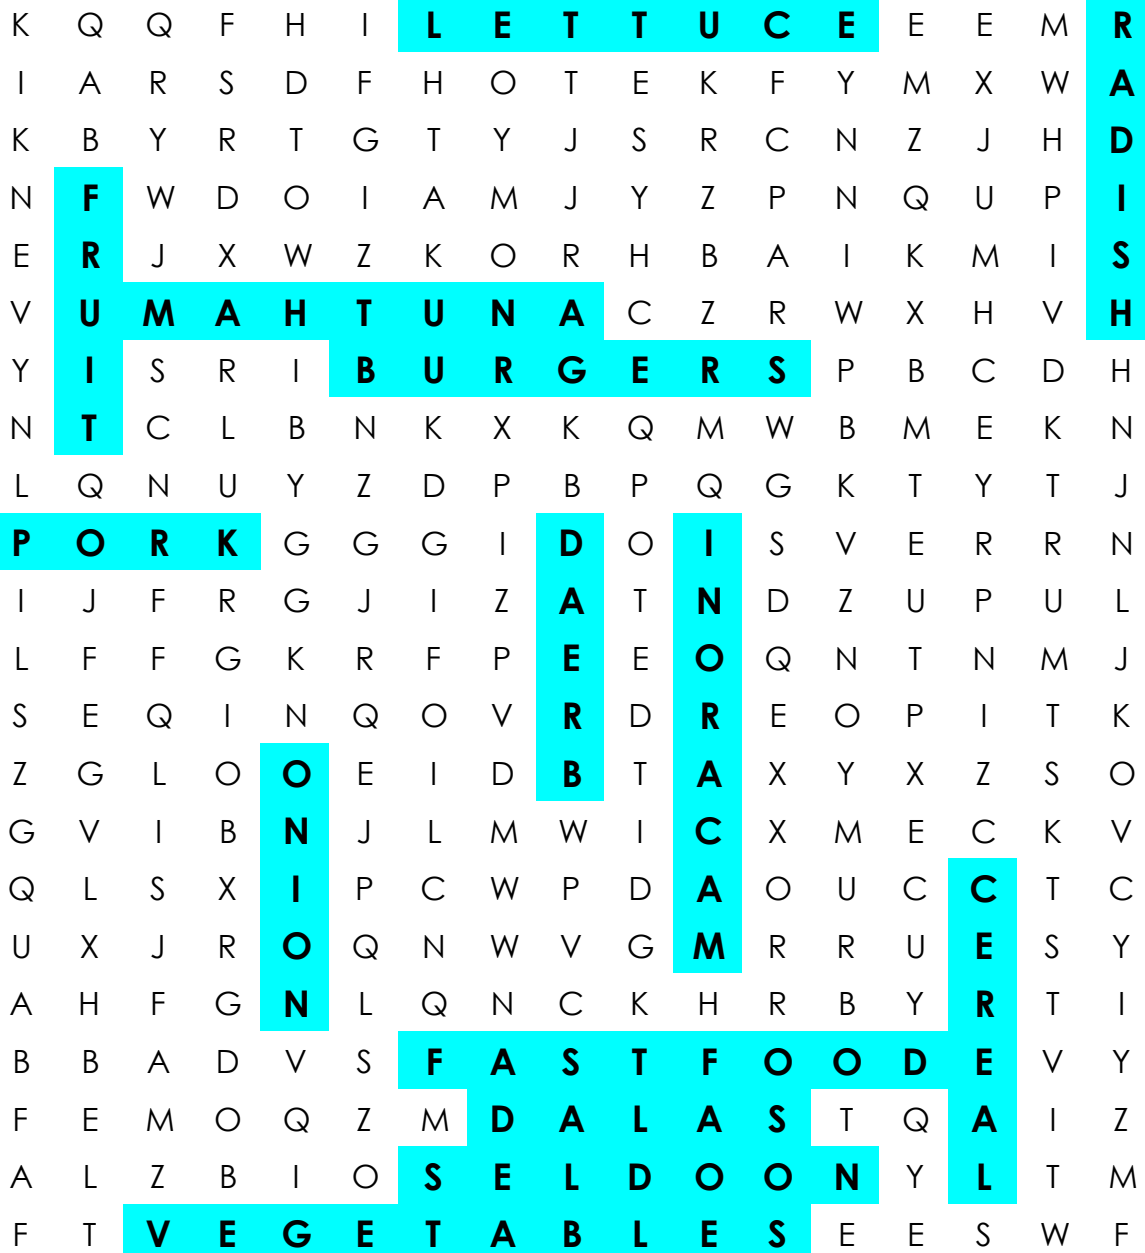 K Q Q F H I L E T T U C E E E M R
I A R S D F H O T E K F Y M X W A
K B Y R T G T Y J S R C N Z J H D
N F W D O I A M J Y Z P N Q U P I
E R J X W Z K O R H B A I K M I S
V U M A H T U N A C Z R W X H V H
Y I S R I B U R G E R S P B C D H
N T C L B N K X K Q M W B M E K N
L Q N U Y Z D P B P Q G K T Y T J
P O R K G G G I D O I S V E R R N
I J F R G J I Z A T N D Z U P U L
L F F G K R F P E E O Q N T N M J
S E Q I N Q O V R D R E O P I T K
Z G L O O E I D B T A X Y X Z S O
G V I B N J L M W I C X M E C K V
Q L S X I P C W P D A O U C C T C
U X J R O Q N W V G M R R U E S Y
A H F G N L Q N C K H R B Y R T I
B B A D V S F A S T F O O D E V Y
F E M O Q Z M D A L A S T Q A I Z
A L Z B I O S E L D O O N Y L T M
F T V E G E T A B L E S E E S W F